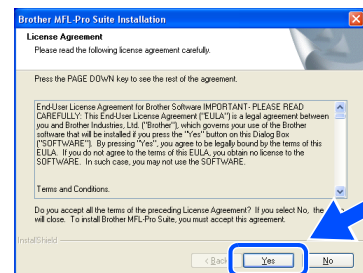 Brother MFL-Pro Suite Installation
License Agreement
Please read the following license agreement carefully.
Press the PAGE DOWN key to see the rest of the agreement.
End-User License Agreement for Brother Software IMPORTANT- PLEASE READ
CAREFULLY: This End-User License Agreement ("EULA") is a legal agreement between
you and Brother Industries, Ltd. ("Brother"), which governs your use of the Brother
software that will be installed if you press the "Yes" button on this Dialog Box
("SOFTWARE"). By pressing "Yes", you agree to be legally bound by the terms of this
EULA. If you do not agree to the terms of this EULA, you obtain no license to the
SOFTWARE. In such case, you may not use the SOFTWARE.
Terms and Conditions.
Do you accept all the terms of the preceding License Agreement? If you select No, the
will close. To install Brother MFL-Pro Suite, you must accept this agreement.
InstallShield
< Back Yes No